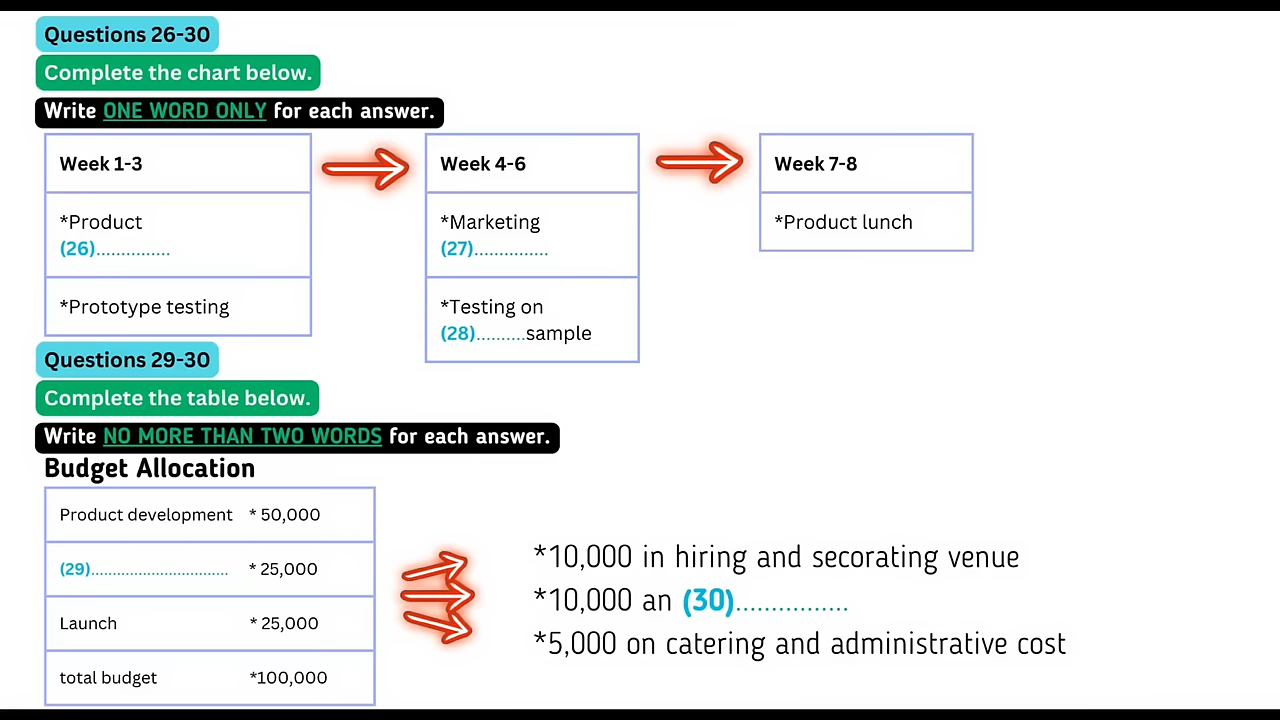 Questions 26-30
Complete the chart below.
Write ONE WORD ONLY for each answer.
Week 1-3
*Product
(26)...............
*Prototype testing
Week 4-6
*Marketing
(27)...............
*Testing on
(28)..........sample
Week 7-8
*Product lunch
Questions 29-30
Complete the table below.
Write NO MORE THAN TWO WORDS for each answer.
Budget Allocation
Product development * 50,000
(29)................................ * 25,000
Launch * 25,000
total budget *100,000
*10,000 in hiring and secorating venue
*10,000 an (30)................
*5,000 on catering and administrative cost